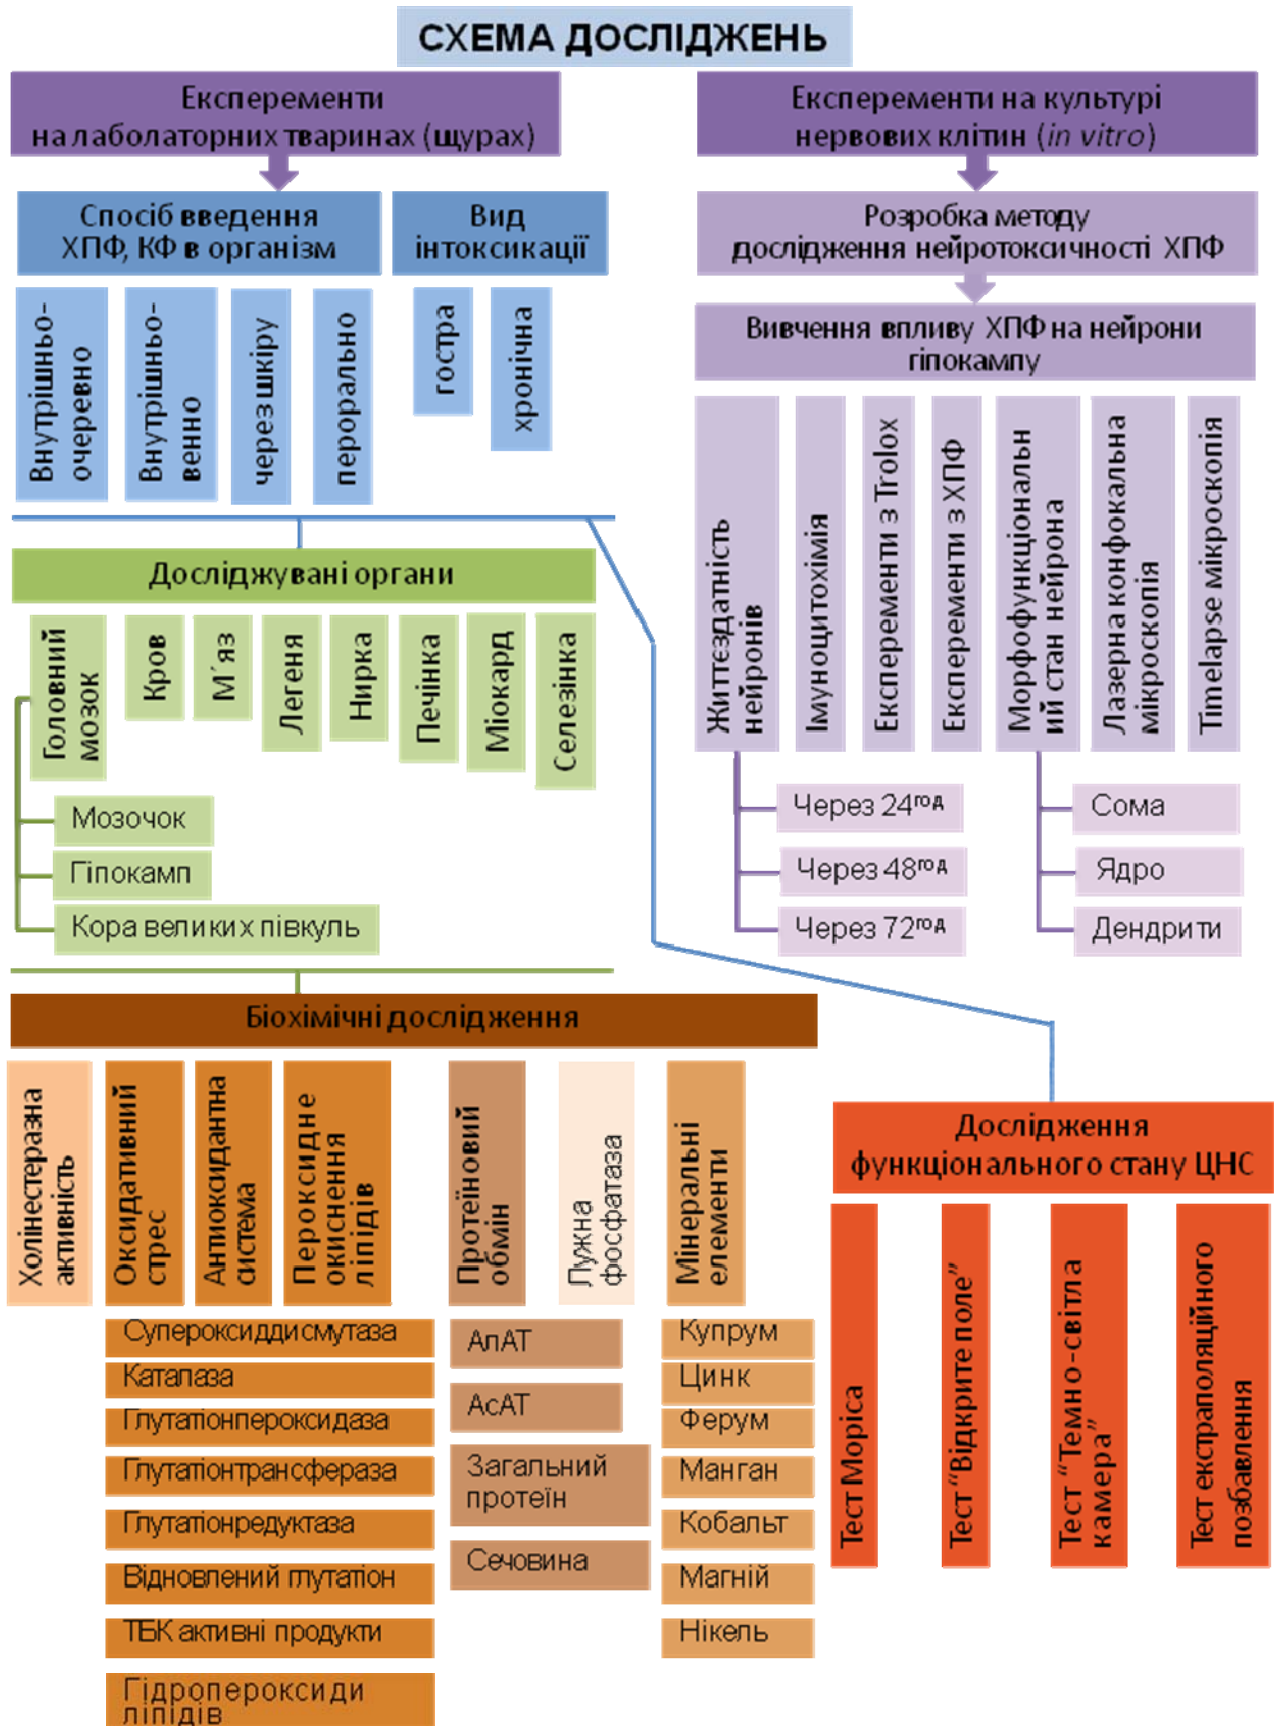 СХЕМА ДОСЛІДЖЕНЬ
Експеременти
на лаболаторних тваринах (щурах)
Спосіб введення
ХПФ, КФ в організм
Вид
інтоксикації
Внутрішньо-
очеревно
Внутрішньо-
венно
через шкіру
перорально
гостра
хронічна
Експеременти на культурі
нервових клітин (in vitro)
Розробка методу
дослідження нейротоксичності ХПФ
Вивчення впливу ХПФ на нейрони
гіпокампу
Життєздатність
нейронів
Імуноцитохімія
Експеременти з Trolox
Експеременти з ХПФ
Морффофункціональн
ий стан нейрона
Лазерна конфокальна
мікроскопія
Timelapse мікроскопія
Через 24год
Через 48год
Через 72год
Сома
Ядро
Дендрити
Досліджувані органи
Головний
мозок
Кров
М´яз
Легеня
Нирка
Печінка
Міокард
Селезінка
Мозочок
Гіпокамп
Кора великих півкуль
Біохімічні дослідження
Холінестеразна
активність
Оксидативний
стрес
Антиоксидантна
система
Пероксидне
окиснення
ліпідів
Протеїновий
обмін
Лужна
фосфатаза
Мінеральні
елементи
Супероксиддисмутаза
Каталаза
Глутатіонпероксидаза
Глутатіонтрансфераза
Глутатіонредуктаза
Відновлений глутатіон
ТБК активні продукти
Гідропероксиди
ліпідів
АлАТ
АсАТ
Загальний
протеїн
Сечовина
Купрум
Цинк
Ферум
Манган
Кобальт
Магній
Нікель
Дослідження
функціонального стану ЦНС
Тест Моріса
Тест “Відкрите поле”
Тест “Темно-світла
камера”
Тест екстраполяційного
позбавлення